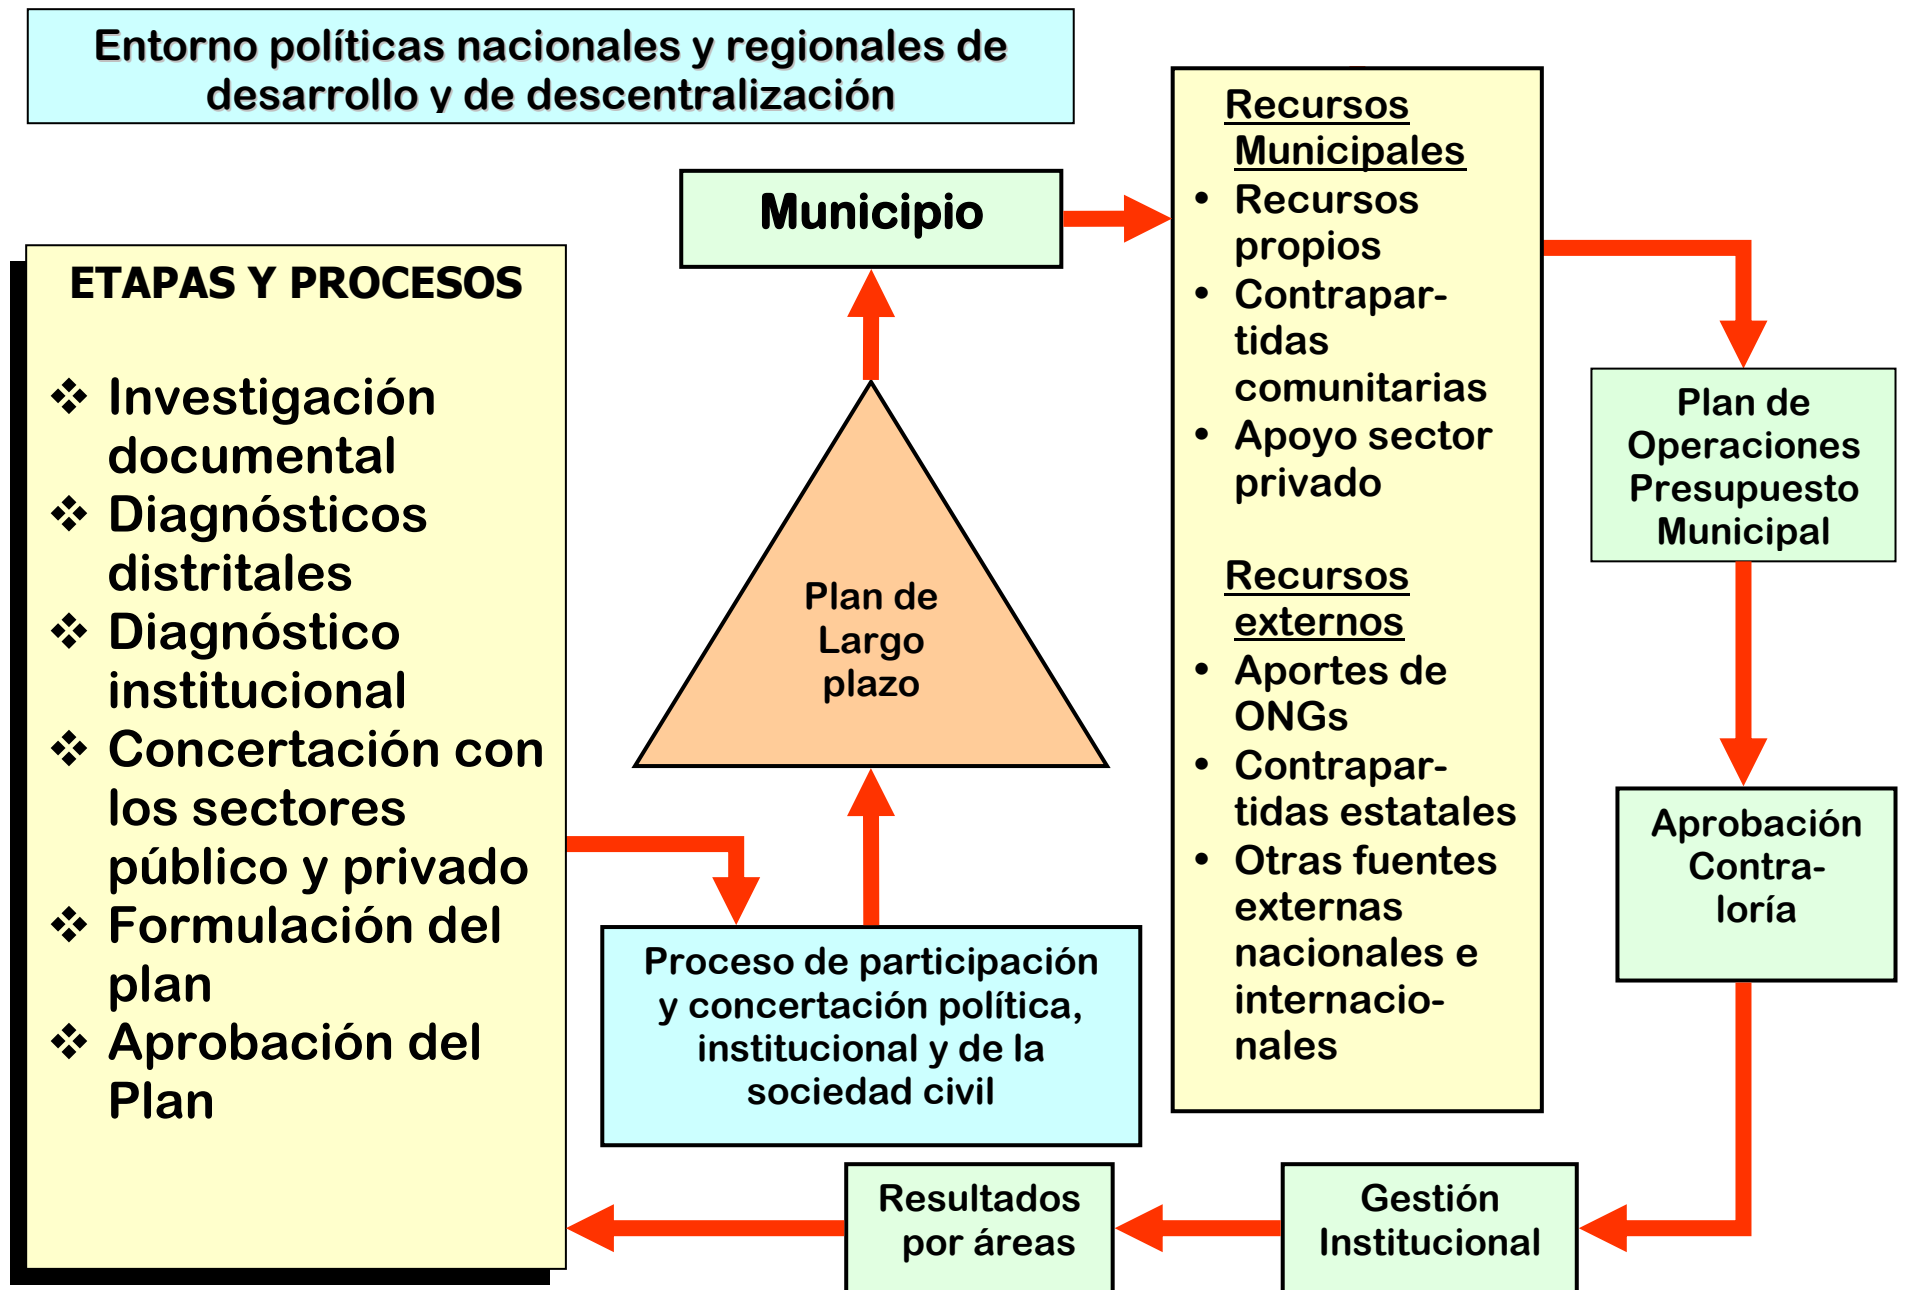 Entorno políticas nacionales y regionales de
desarrollo y de descentralización
Municipio
ETAPAS Y PROCESOS
❖ Investigación
documental
❖ Diagnósticos
distritales
❖ Diagnóstico
institucional
❖ Concertación con
los sectores
público y privado
❖ Formulación del
plan
❖ Aprobación del
Plan
Plan de
Largo
plazo
Proceso de participación
y concertación política,
institucional y de la
sociedad civil
Recursos
Municipales
• Recursos
propios
• Contrapar-
tidas
comunitarias
• Apoyo sector
privado
Recursos
externos
• Aportes de
ONGs
• Contrapar-
tidas estatales
• Otras fuentes
externas
nacionales e
internacio-
nales
Plan de
Operaciones
Presupuesto
Municipal
Aprobación
Contra-
loría
Gestión
Institucional
Resultados
por áreas